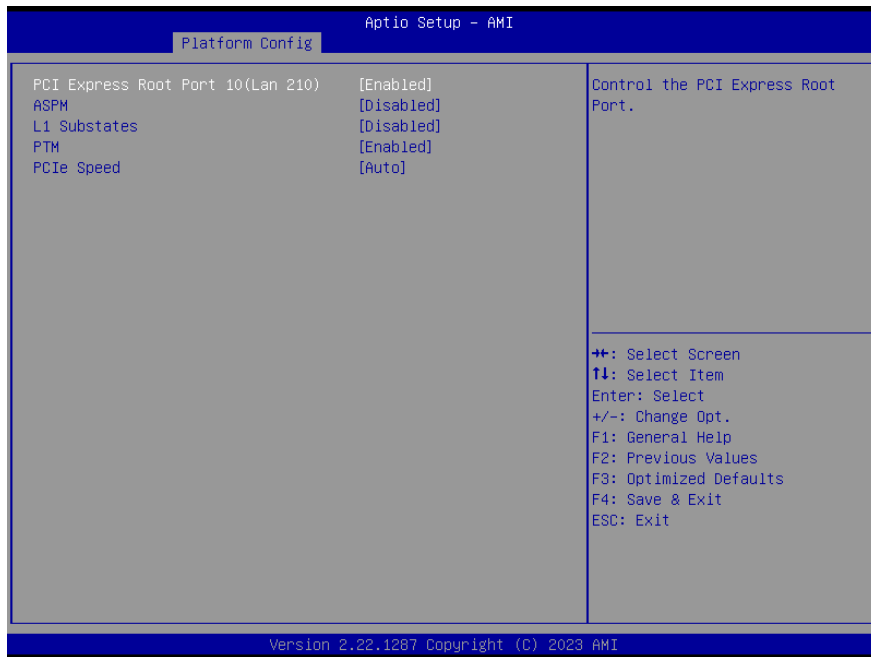 Aptio Setup - AMI
Platform Config
PCI Express Root Port 10(Lan 210) [Enabled]
ASPM [Disabled]
L1 Substates [Disabled]
PTM [Enabled]
PCIe Speed [Auto]
Control the PCI Express Root
Port.
→←: Select Screen
↑↓: Select Item
Enter: Select
+/-: Change Opt.
F1: General Help
F2: Previous Values
F3: Optimized Defaults
F4: Save & Exit
ESC: Exit
Version 2.22.1287 Copyright (C) 2023 AMI